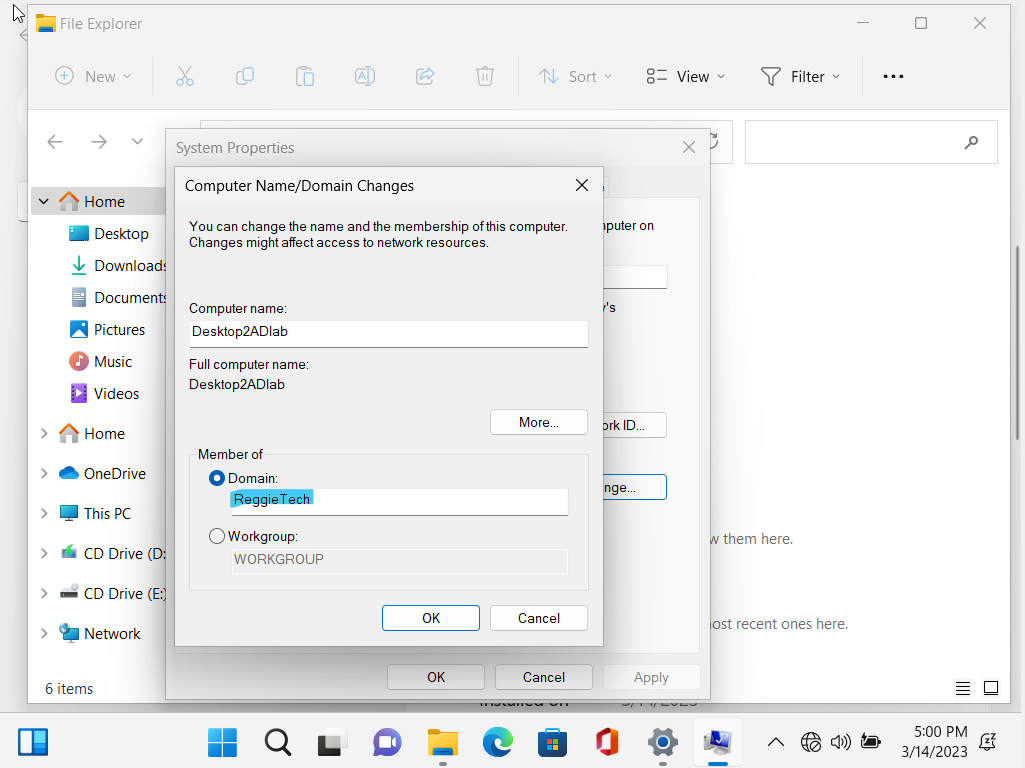 File Explorer
New
Sort
View
Filter
System Properties
Computer Name/Domain Changes
You can change the name and the membership of this computer.
Changes might affect access to network resources.
Computer name:
Desktop2ADlab
Full computer name:
Desktop2ADlab
More...
Member of
Domain:
ReggieTech
Workgroup:
WORKGROUP
OK Cancel
OK Cancel Apply
Home
Desktop
Downloads
Documents
Pictures
Music
Videos
Home
OneDrive
This PC
CD Drive (D:
CD Drive (E:)
Network
6 items
mputer on
y's
ork ID...
nge...
w them here.
ost recent ones here.
Installed on 3/14/2023
5:00 PM
3/14/2023